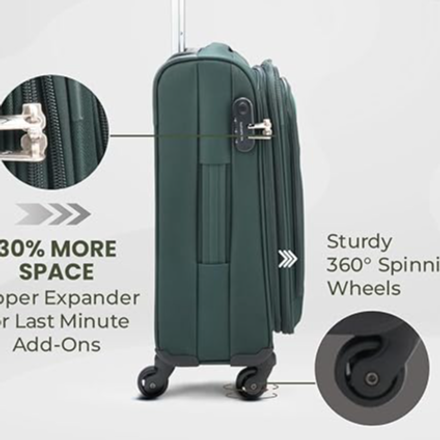 30% MORE
SPACE
pper Expander
r Last Minute
Add-Ons
Sturdy
360° Spinni
Wheels